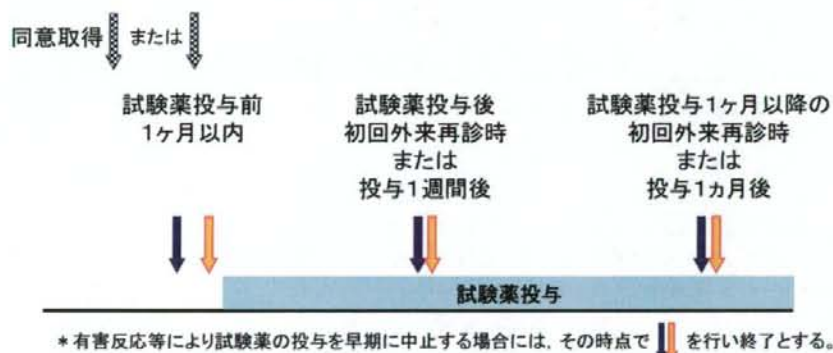 同意取得 または
試験薬投与前
1ヶ月以内
試験薬投与後
初回外来再診時
または
投与1週間後
試験薬投与1ヶ月以降の
初回外来再診時
または
投与1ヵ月後
試験薬投与
*有害反応等により試験薬の投与を早期に中止する場合には、その時点で を行い終了とする。